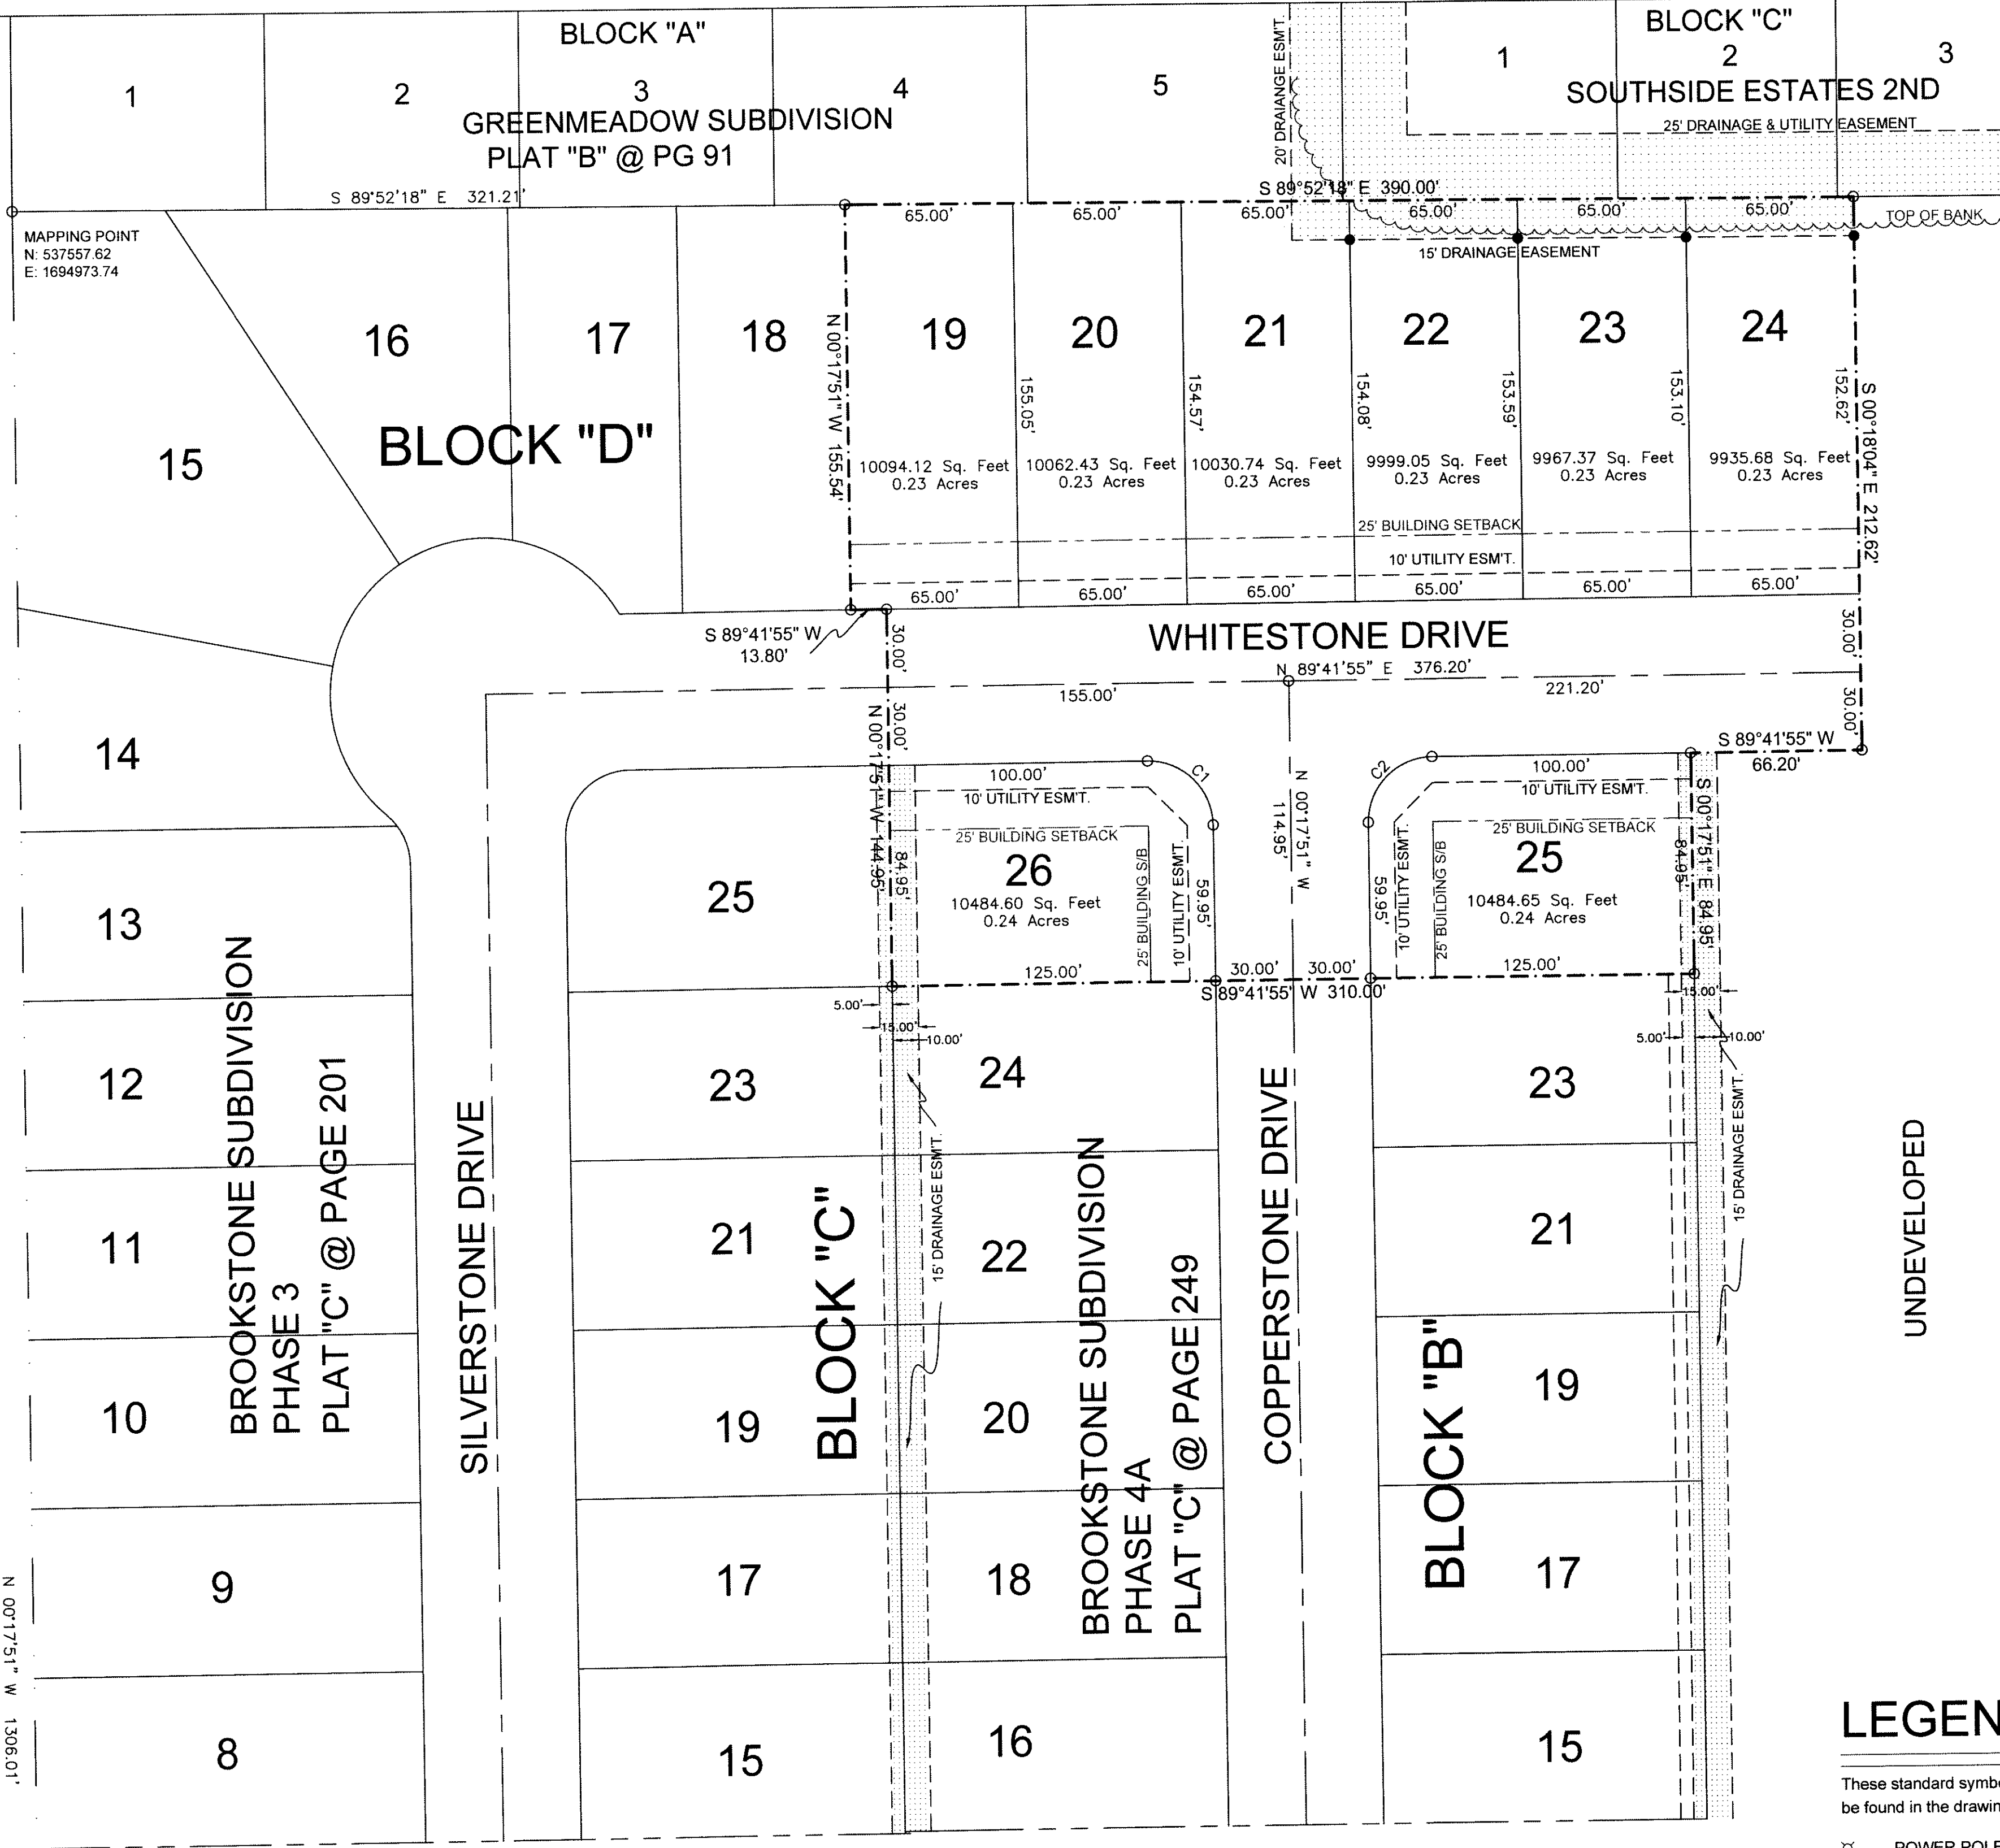 BLOCK "A"
1
2
3
4
5
GREENMEADOW SUBDIVISION
PLAT "B" @ PG 91
20' DRAIANGE ESM'T.
BLOCK "C"
1
2
3
SOUTHSIDE ESTATES 2ND
25' DRAINAGE & UTILITY EASEMENT
S 89°52'18" E 321.21'
S 89°52'18" E 390.00'
65.00'
65.00'
65.00'
65.00'
65.00'
65.00'
TOP OF BANK
15' DRAINAGE EASEMENT
MAPPING POINT
N: 537557.62
E: 1694973.74
16
17
18
19
20
21
22
23
24
15
BLOCK "D"
N 00°17'51" W 155.54'
155.05'
154.57'
154.08'
153.59'
153.10'
152.62'
S 00°18'04" E 212.62'
10094.12 Sq. Feet
0.23 Acres
10062.43 Sq. Feet
0.23 Acres
10030.74 Sq. Feet
0.23 Acres
9999.05 Sq. Feet
0.23 Acres
9967.37 Sq. Feet
0.23 Acres
9935.68 Sq. Feet
0.23 Acres
25' BUILDING SETBACK
10' UTILITY ESM'T.
65.00'
65.00'
65.00'
65.00'
65.00'
65.00'
S 89°41'55" W
13.80'
30.00'
WHITESTONE DRIVE
30.00'
N 89°41'55" E 376.20'
155.00'
221.20'
30.00'
30.00'
S 89°41'55" W
66.20'
14
N 00°17'51" W 144.95'
84.95'
100.00'
C1
10' UTILITY ESM'T.
25' BUILDING SETBACK
26
10484.60 Sq. Feet
0.24 Acres
25' BUILDING S/B
10' UTILITY ESMT.
59.95'
125.00'
N 00°17'51" W
114.95'
C2
100.00'
10' UTILITY ESM'T.
25' BUILDING SETBACK
25
10484.65 Sq. Feet
0.24 Acres
59.95'
10' UTILITY ESM'T.
25' BUILDING S/B
84.95'
S 00°17'51" E 84.95'
125.00'
30.00'
30.00'
S 89°41'55" W 310.00'
25
13
5.00'
15.00'
10.00'
15.00'
5.00'
10.00'
12
23
24
23
11
21
22
21
10
19
20
19
9
17
18
17
8
15
16
15
BROOKSTONE SUBDIVISION
PHASE 3
PLAT "C" @ PAGE 201
SILVERSTONE DRIVE
BLOCK "C"
15' DRAINAGE ESM'T.
BROOKSTONE SUBDIVISION
PHASE 4A
PLAT "C" @ PAGE 249
COPPERSTONE DRIVE
BLOCK "B"
15' DRAINAGE ESM'T.
UNDEVELOPED
N 00°17'51" W 1306.01'
LEGEN
These standard symb
be found in the drawin
POWER POLE